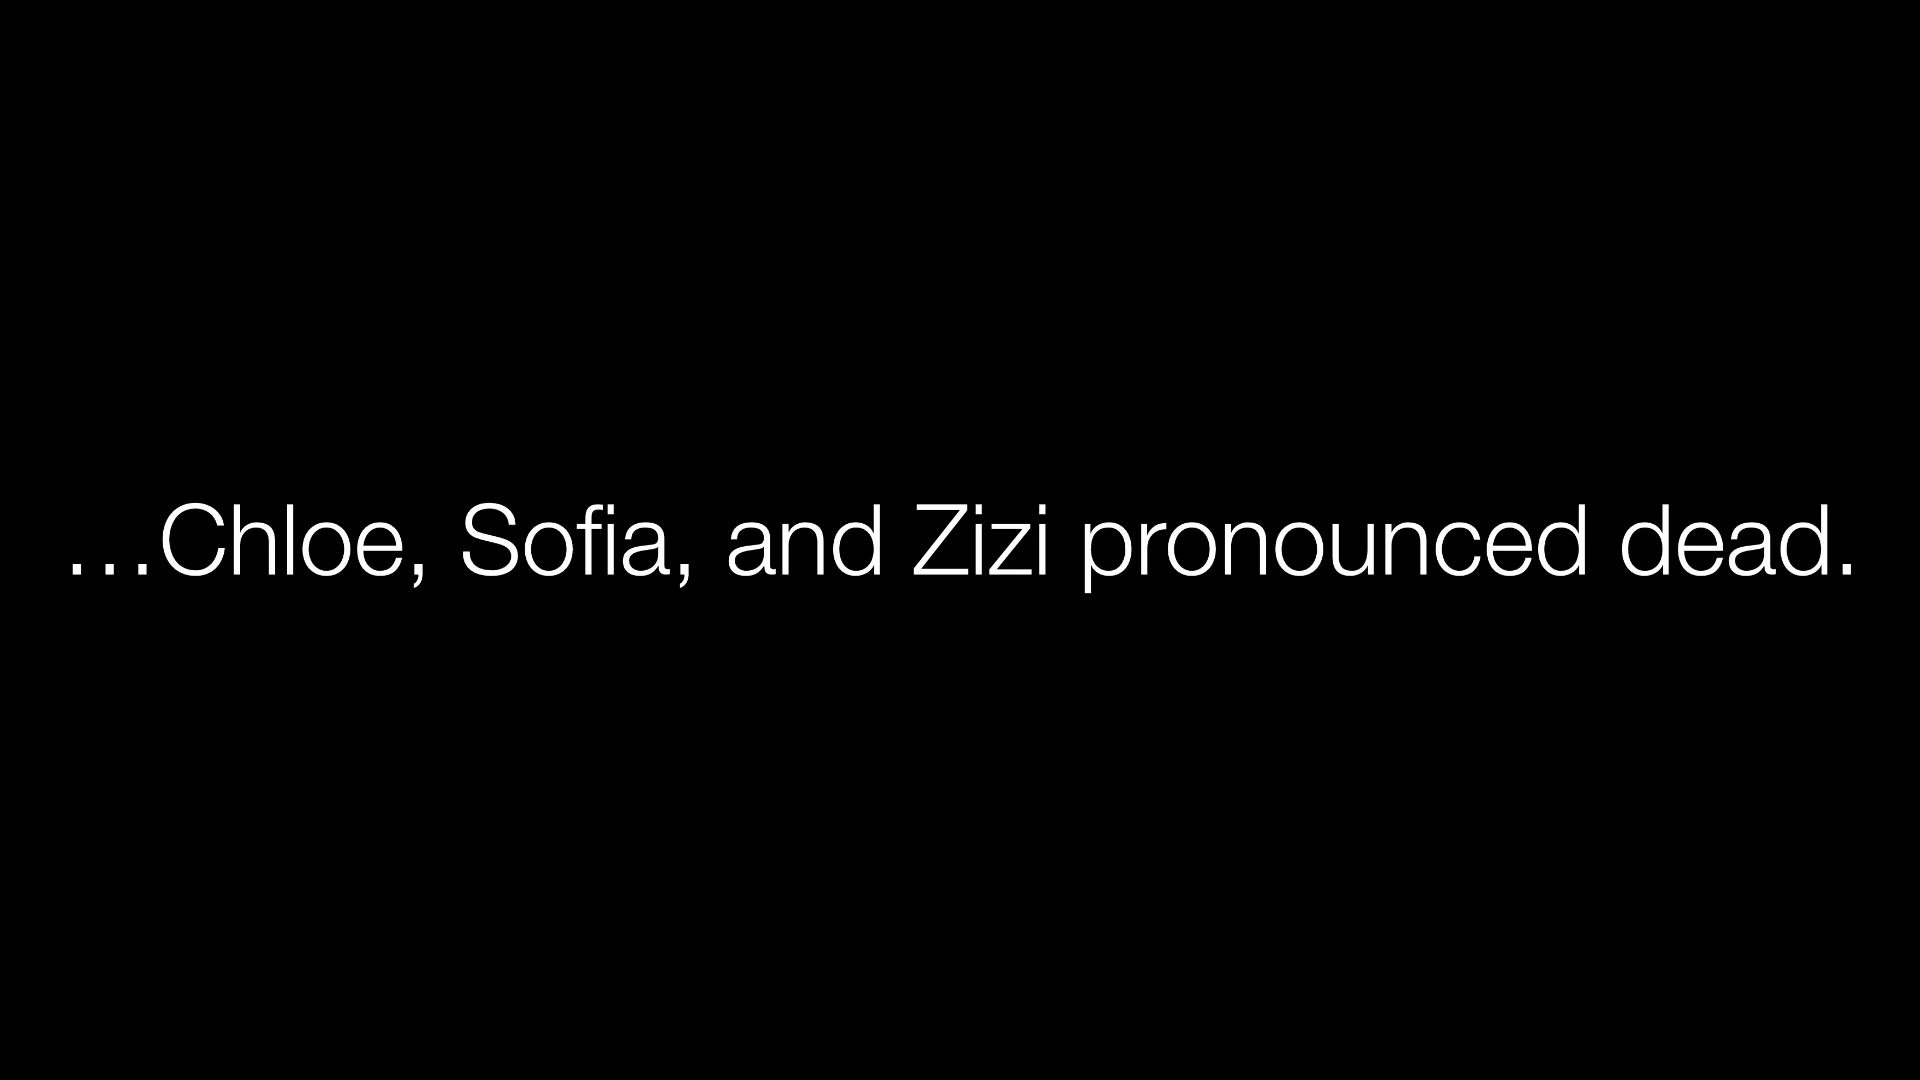 …Chloe, Sofia, and Zizi pronounced dead.